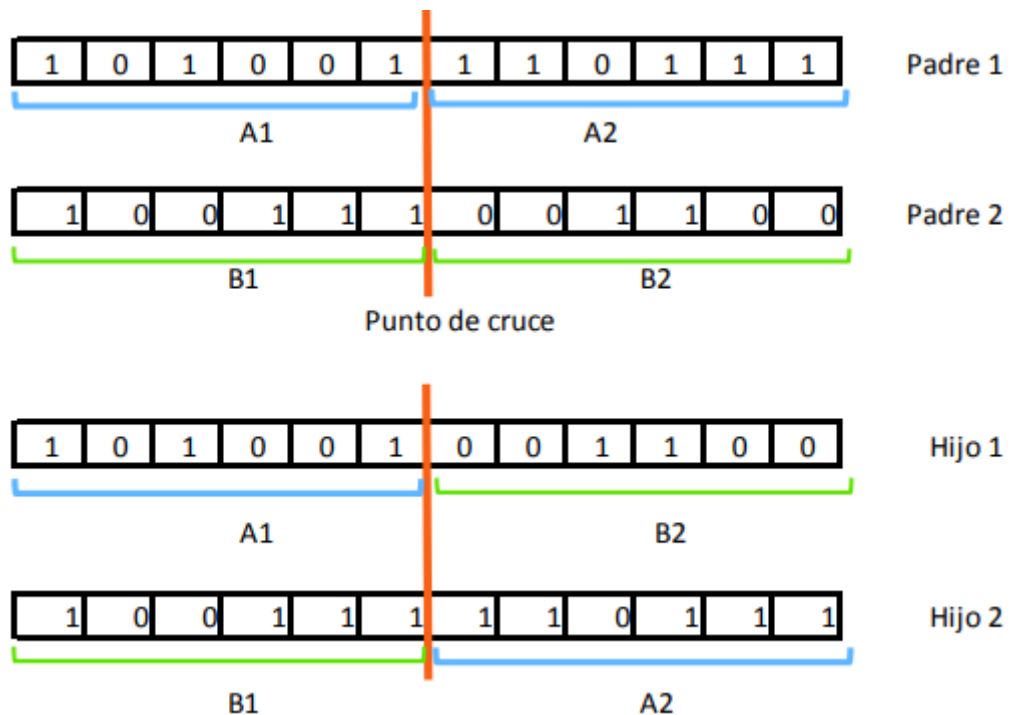 1 0 1 0 0 1 1 1 0 1 1 1 Padre 1
A1 A2
1 0 0 1 1 1 0 0 1 1 0 0 Padre 2
B1 B2
Punto de cruce
1 0 1 0 0 1 0 0 1 1 0 0 Hijo 1
A1 B2
1 0 0 1 1 1 1 1 0 1 1 1 Hijo 2
B1 A2